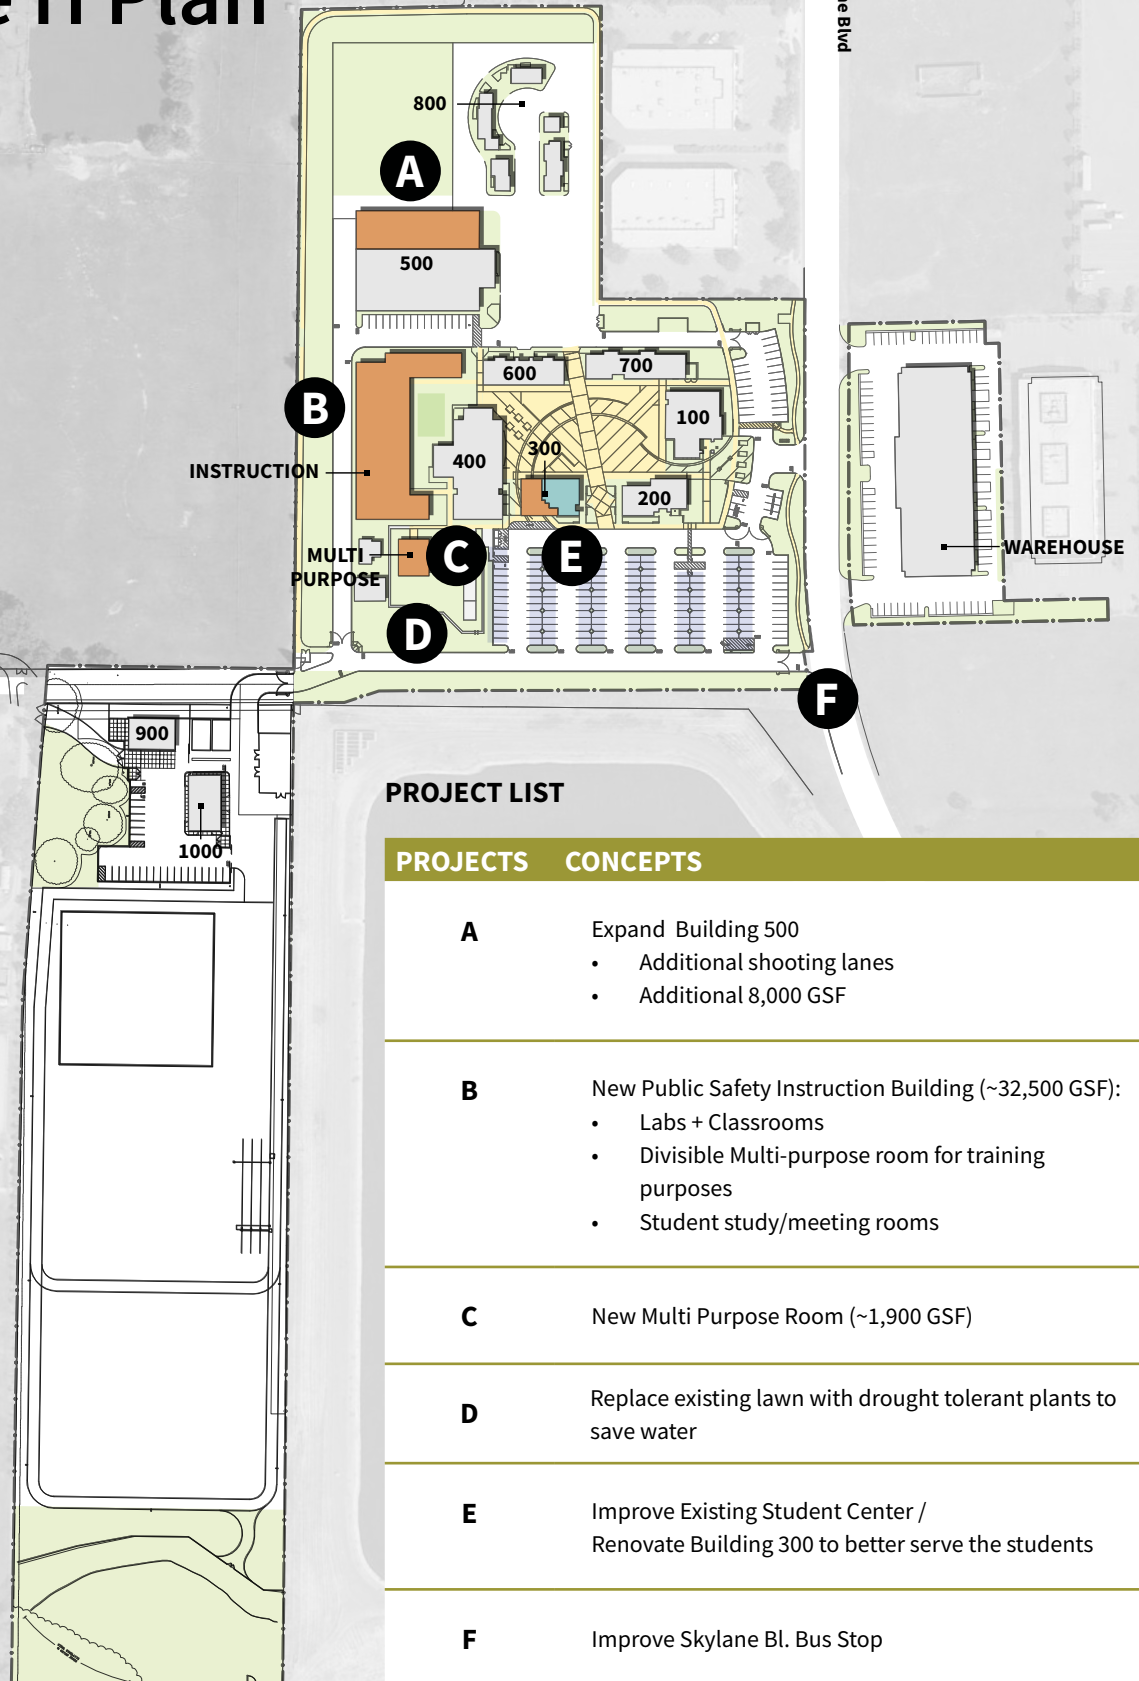 Plan
e Blvd
800
A
500
600
700
100
B
300
400
INSTRUCTION
200
MULTI
PURPOSE
C
E
WAREHOUSE
D
F
900
1000
PROJECT LIST
PROJECTS CONCEPTS
A Expand Building 500
• Additional shooting lanes
• Additional 8,000 GSF
B New Public Safety Instruction Building (~32,500 GSF):
• Labs + Classrooms
• Divisible Multi-purpose room for training
purposes
• Student study/meeting rooms
C New Multi Purpose Room (~1,900 GSF)
D Replace existing lawn with drought tolerant plants to
save water
E Improve Existing Student Center /
Renovate Building 300 to better serve the students
F Improve Skylane Bl. Bus Stop